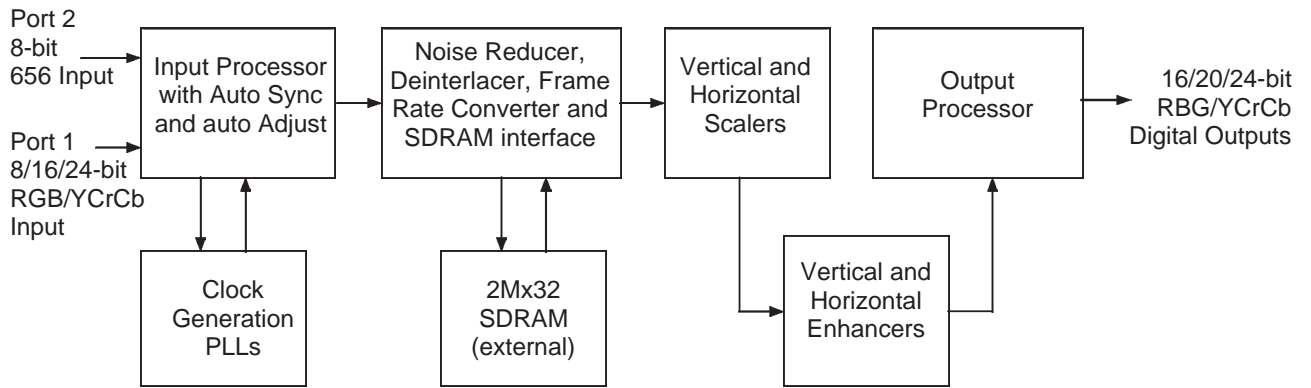 Port 2
8-bit
656 Input
Port 1
8/16/24-bit
RGB/YCrCb
Input
Input Processor
with Auto Sync
and auto Adjust
Clock
Generation
PLLs
Noise Reducer,
Deinterlacer, Frame
Rate Converter and
SDRAM interface
2Mx32
SDRAM
(external)
Vertical and
Horizontal
Scalers
Vertical and
Horizontal
Enhancers
Output
Processor
16/20/24-bit
RBG/YCrCb
Digital Outputs